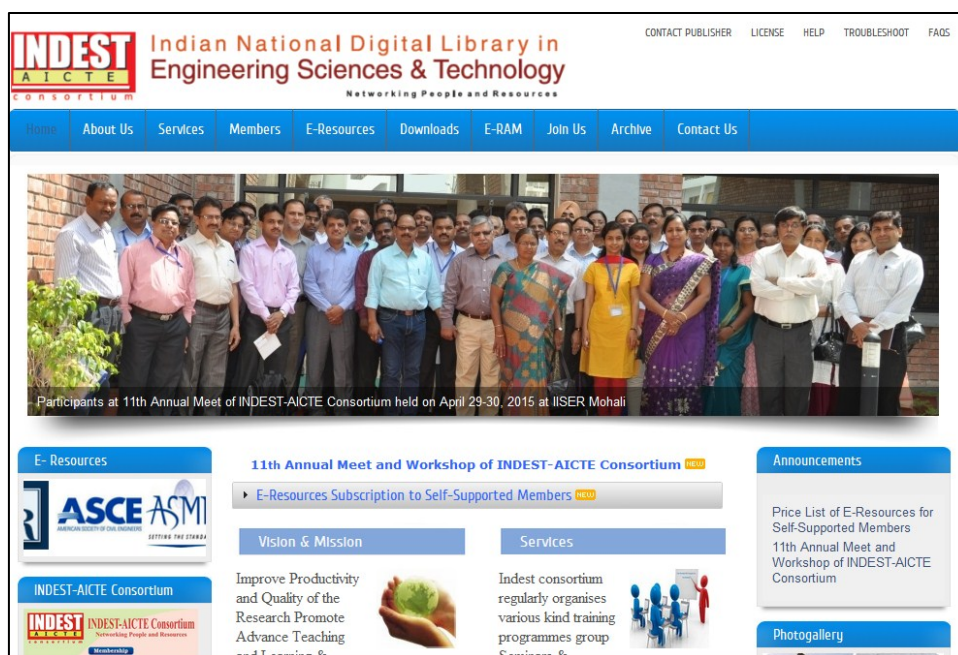 INDEST
AICTE
consortium
Indian National Digital Library in
Engineering Sciences & Technology
Networking People and Resources
CONTACT PUBLISHER LICENSE HELP TROUBLESHOOT FAQS
Home About Us Services Members E-Resources Downloads E-RAM Join Us Archive Contact Us
Participants at 11th Annual Meet of INDEST-AICTE Consortium held on April 29-30, 2015 at IISER Mohali
E- Resources
ASCE
AMERICAN SOCIETY OF CIVIL ENGINEERS
ASM
SETTING THE STANDA
INDEST-AICTE Consortium
INDEST
AICTE
consortium
INDEST-AICTE Consortium
Networking People and Resources
Membership
11th Annual Meet and Workshop of INDEST-AICTE Consortium NEW
E-Resources Subscription to Self-Supported Members NEW
Vision & Mission
Improve Productivity
and Quality of the
Research Promote
Advance Teaching
and Learning &
Services
Indest consortium
regularly organises
various kind training
programmes group
Seminars &
Announcements
Price List of E-Resources for
Self-Supported Members
11th Annual Meet and
Workshop of INDEST-AICTE
Consortium
Photogallery